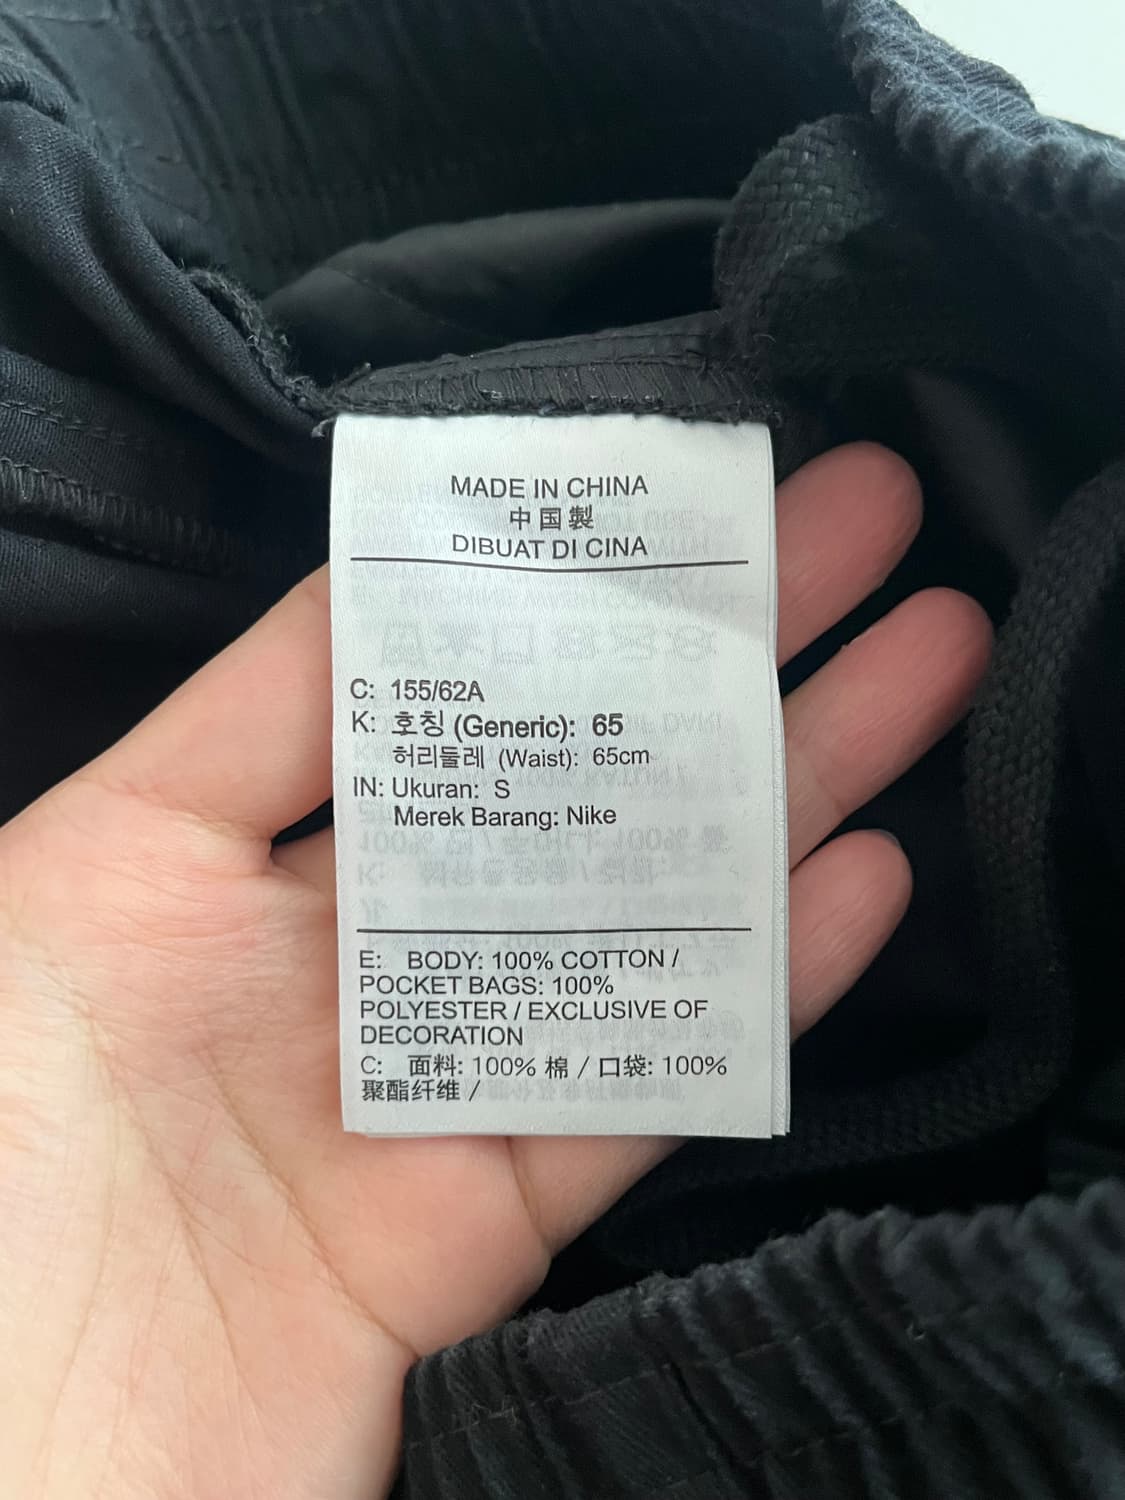 MADE IN CHINA
中国製
DIBUAT DI CINA
C: 155/62A
K: 호칭 (Generic): 65
허리둘레 (Waist): 65cm
IN: Ukuran: S
Merek Barang: Nike
E: BODY: 100% COTTON /
POCKET BAGS: 100%
POLYESTER / EXCLUSIVE OF
DECORATION
C: 面料: 100% 棉 / 口袋: 100%
聚酯纤维 /